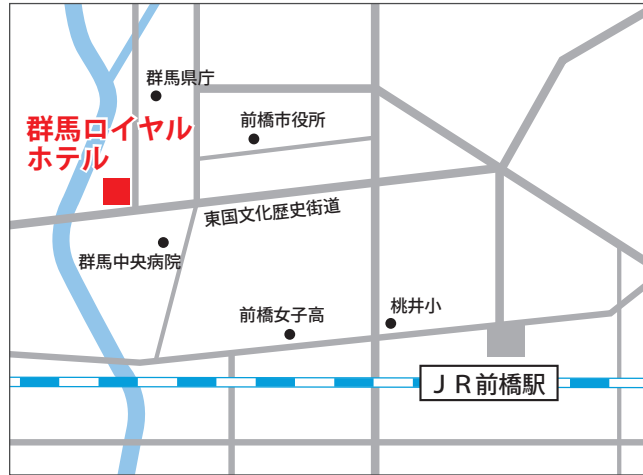 群馬県庁
前橋市役所
群馬ロイヤル
ホテル
東国文化歴史街道
群馬中央病院
桃井小
前橋女子高
ＪＲ前橋駅